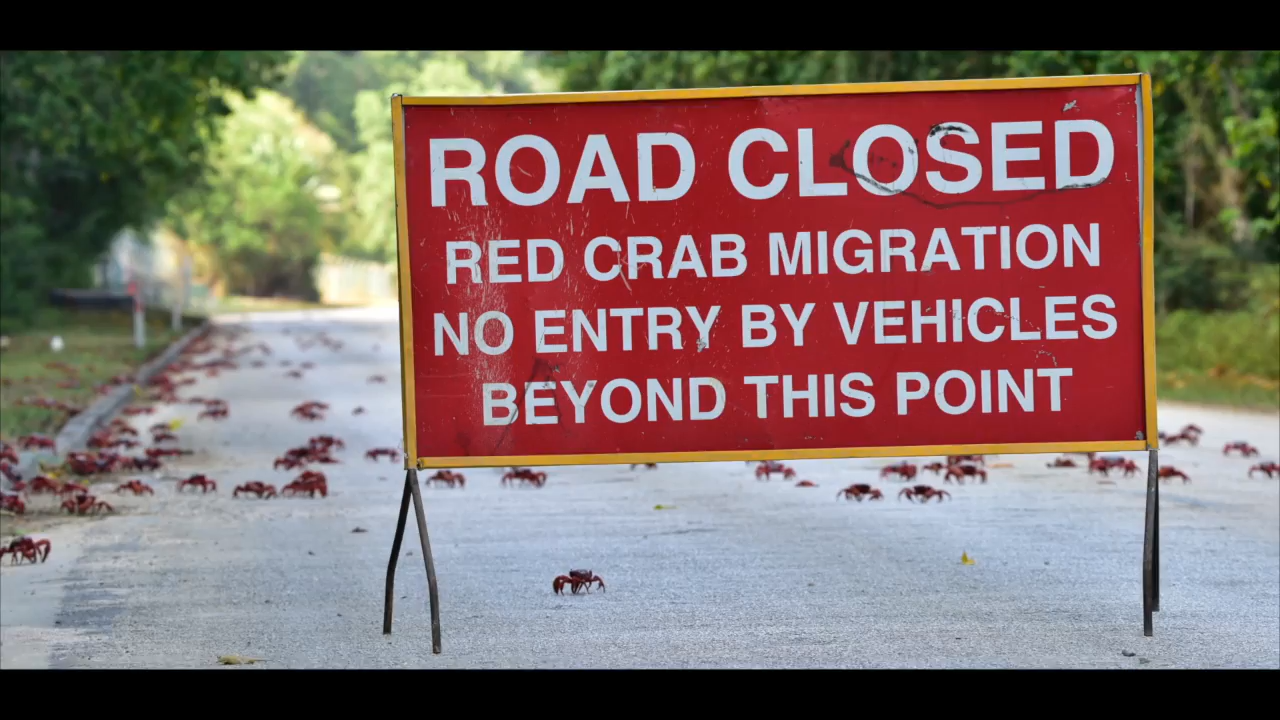 ROAD CLOSED
RED CRAB MIGRATION
NO ENTRY BY VEHICLES
BEYOND THIS POINT